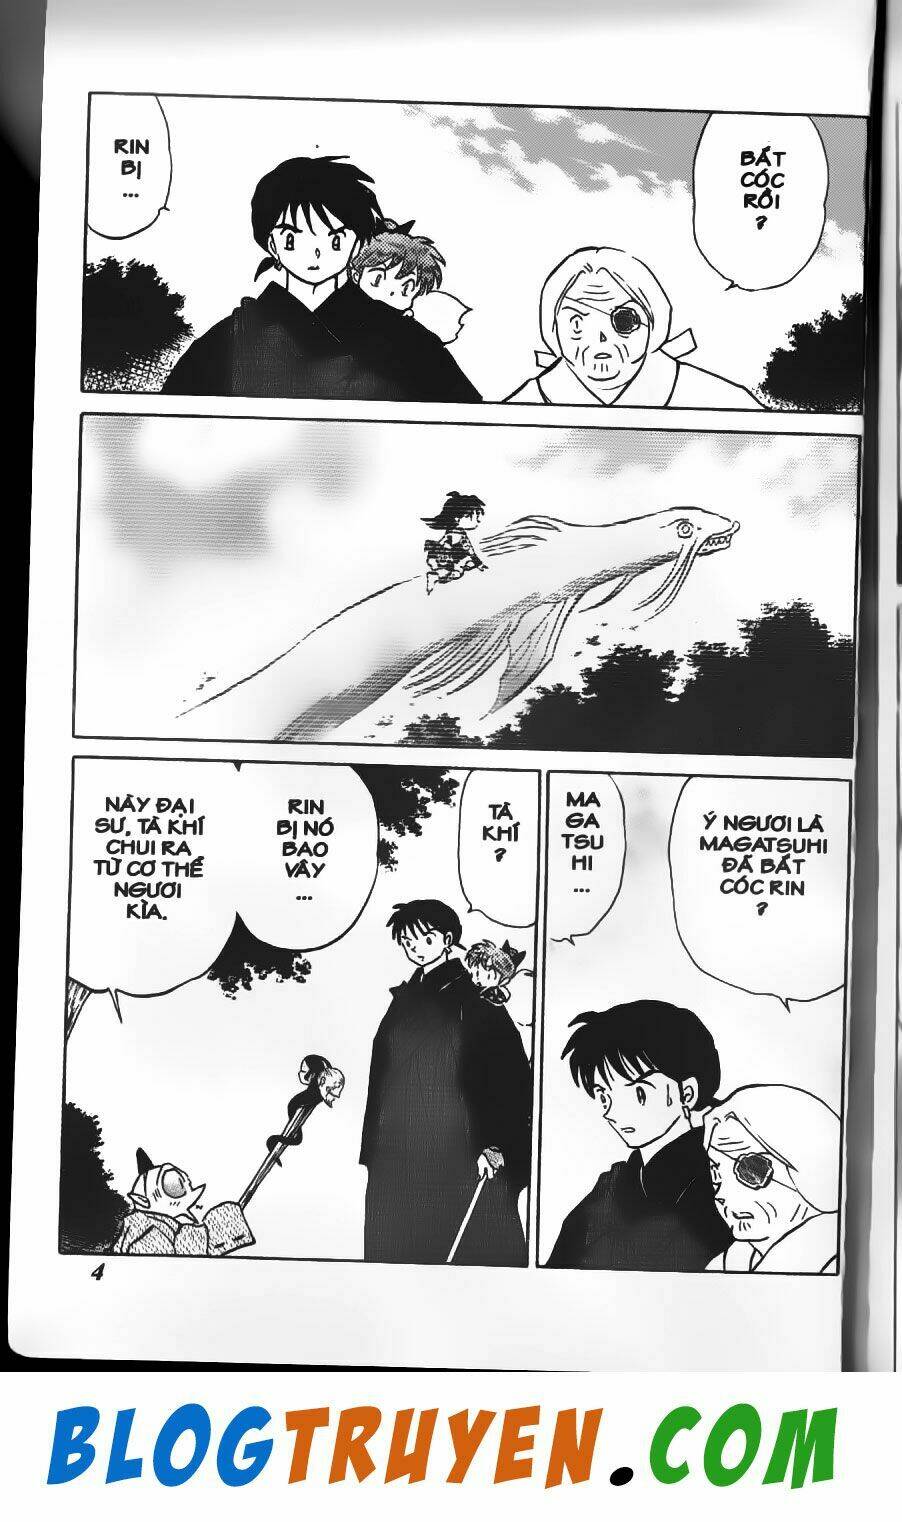 RIN
BỊ
...
BẮT
CÓC
RỒI
?
NÀY ĐẠI
SƯ, TÀ KHÍ
CHUI RA
TỪ CƠ THỂ
NGƯƠI
KÌA.
RIN
BỊ NÓ
BAO
VÂY
...
TÀ
KHÍ
?
MA
GA
TSU
HI
...
Ý NGƯƠI LÀ
MAGATSUHI
ĐÃ BẮT
CÓC RIN
?
4
BLOGTRUYEN.COM